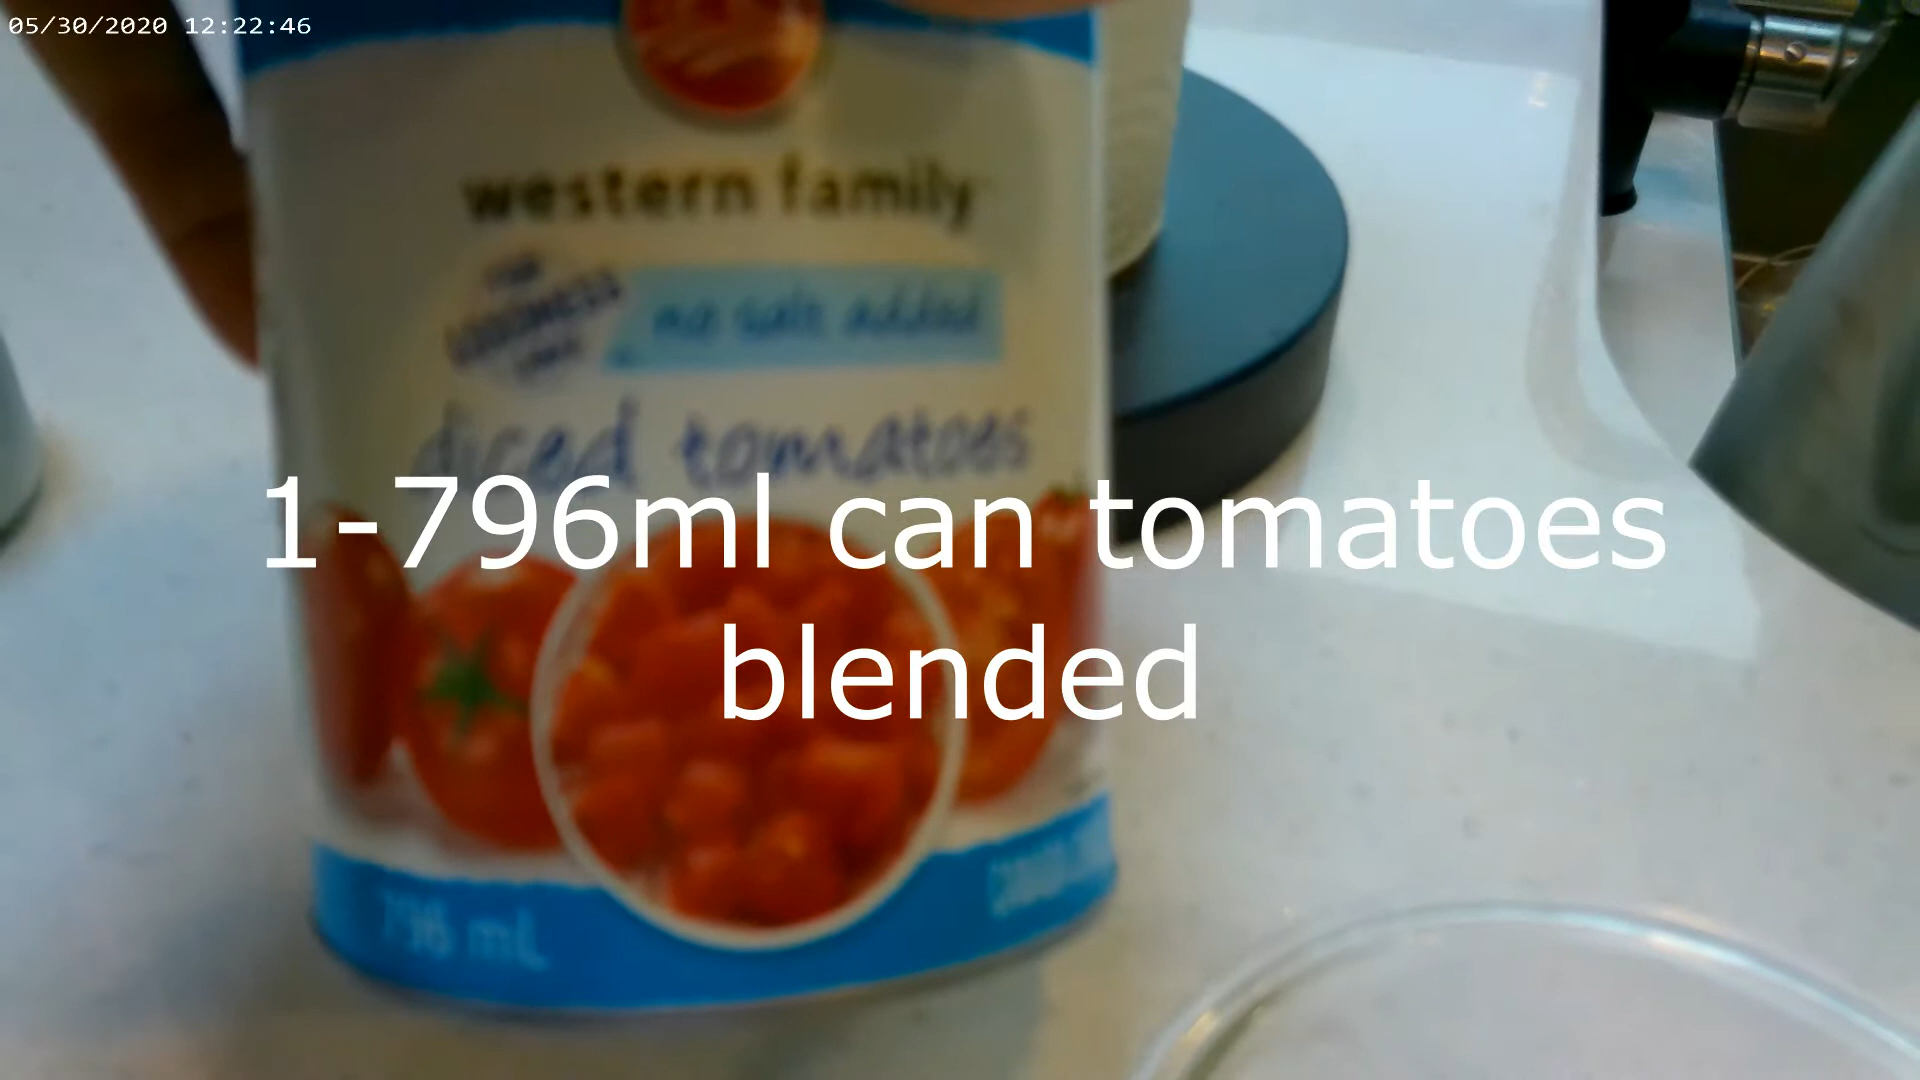 05/30/2020 12:22:46
western family
no salt added
diced tomatoes
1-796ml can tomatoes
blended
796 mL